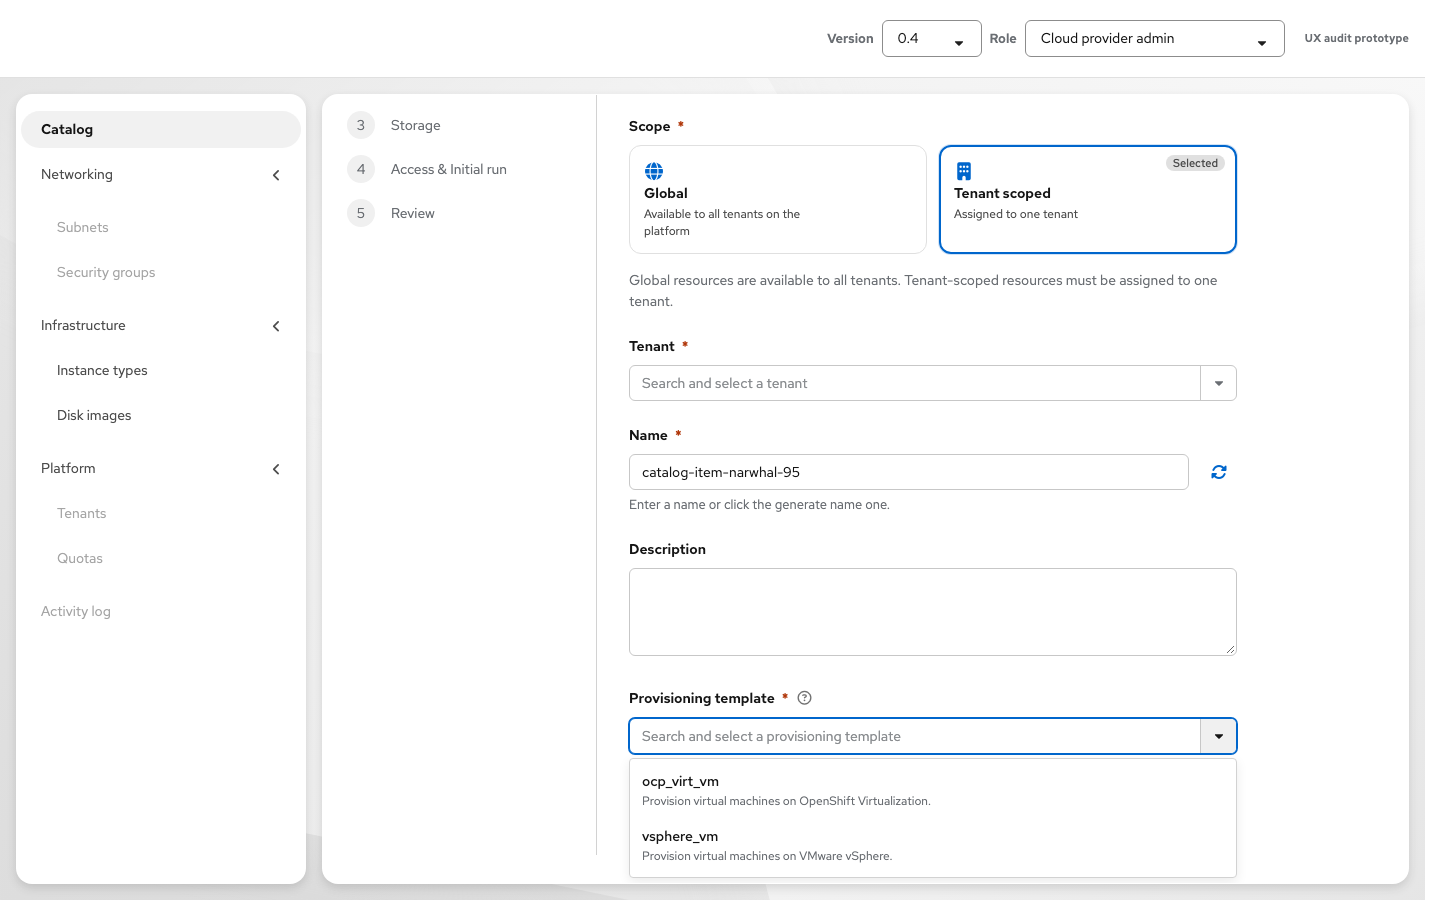 Version
0.4
Role
Cloud provider admin
UX audit prototype
Catalog
Networking
Subnets
Security groups
Infrastructure
Instance types
Disk images
Platform
Tenants
Quotas
Activity log
3 Storage
4 Access & Initial run
5 Review
Scope *
Global
Available to all tenants on the
platform
Selected
Tenant scoped
Assigned to one tenant
Global resources are available to all tenants. Tenant-scoped resources must be assigned to one
tenant.
Tenant *
Search and select a tenant
Name *
catalog-item-narwhal-95
Enter a name or click the generate name one.
Description
Provisioning template *
Search and select a provisioning template
ocp_virt_vm
Provision virtual machines on OpenShift Virtualization.
vsphere_vm
Provision virtual machines on VMware vSphere.